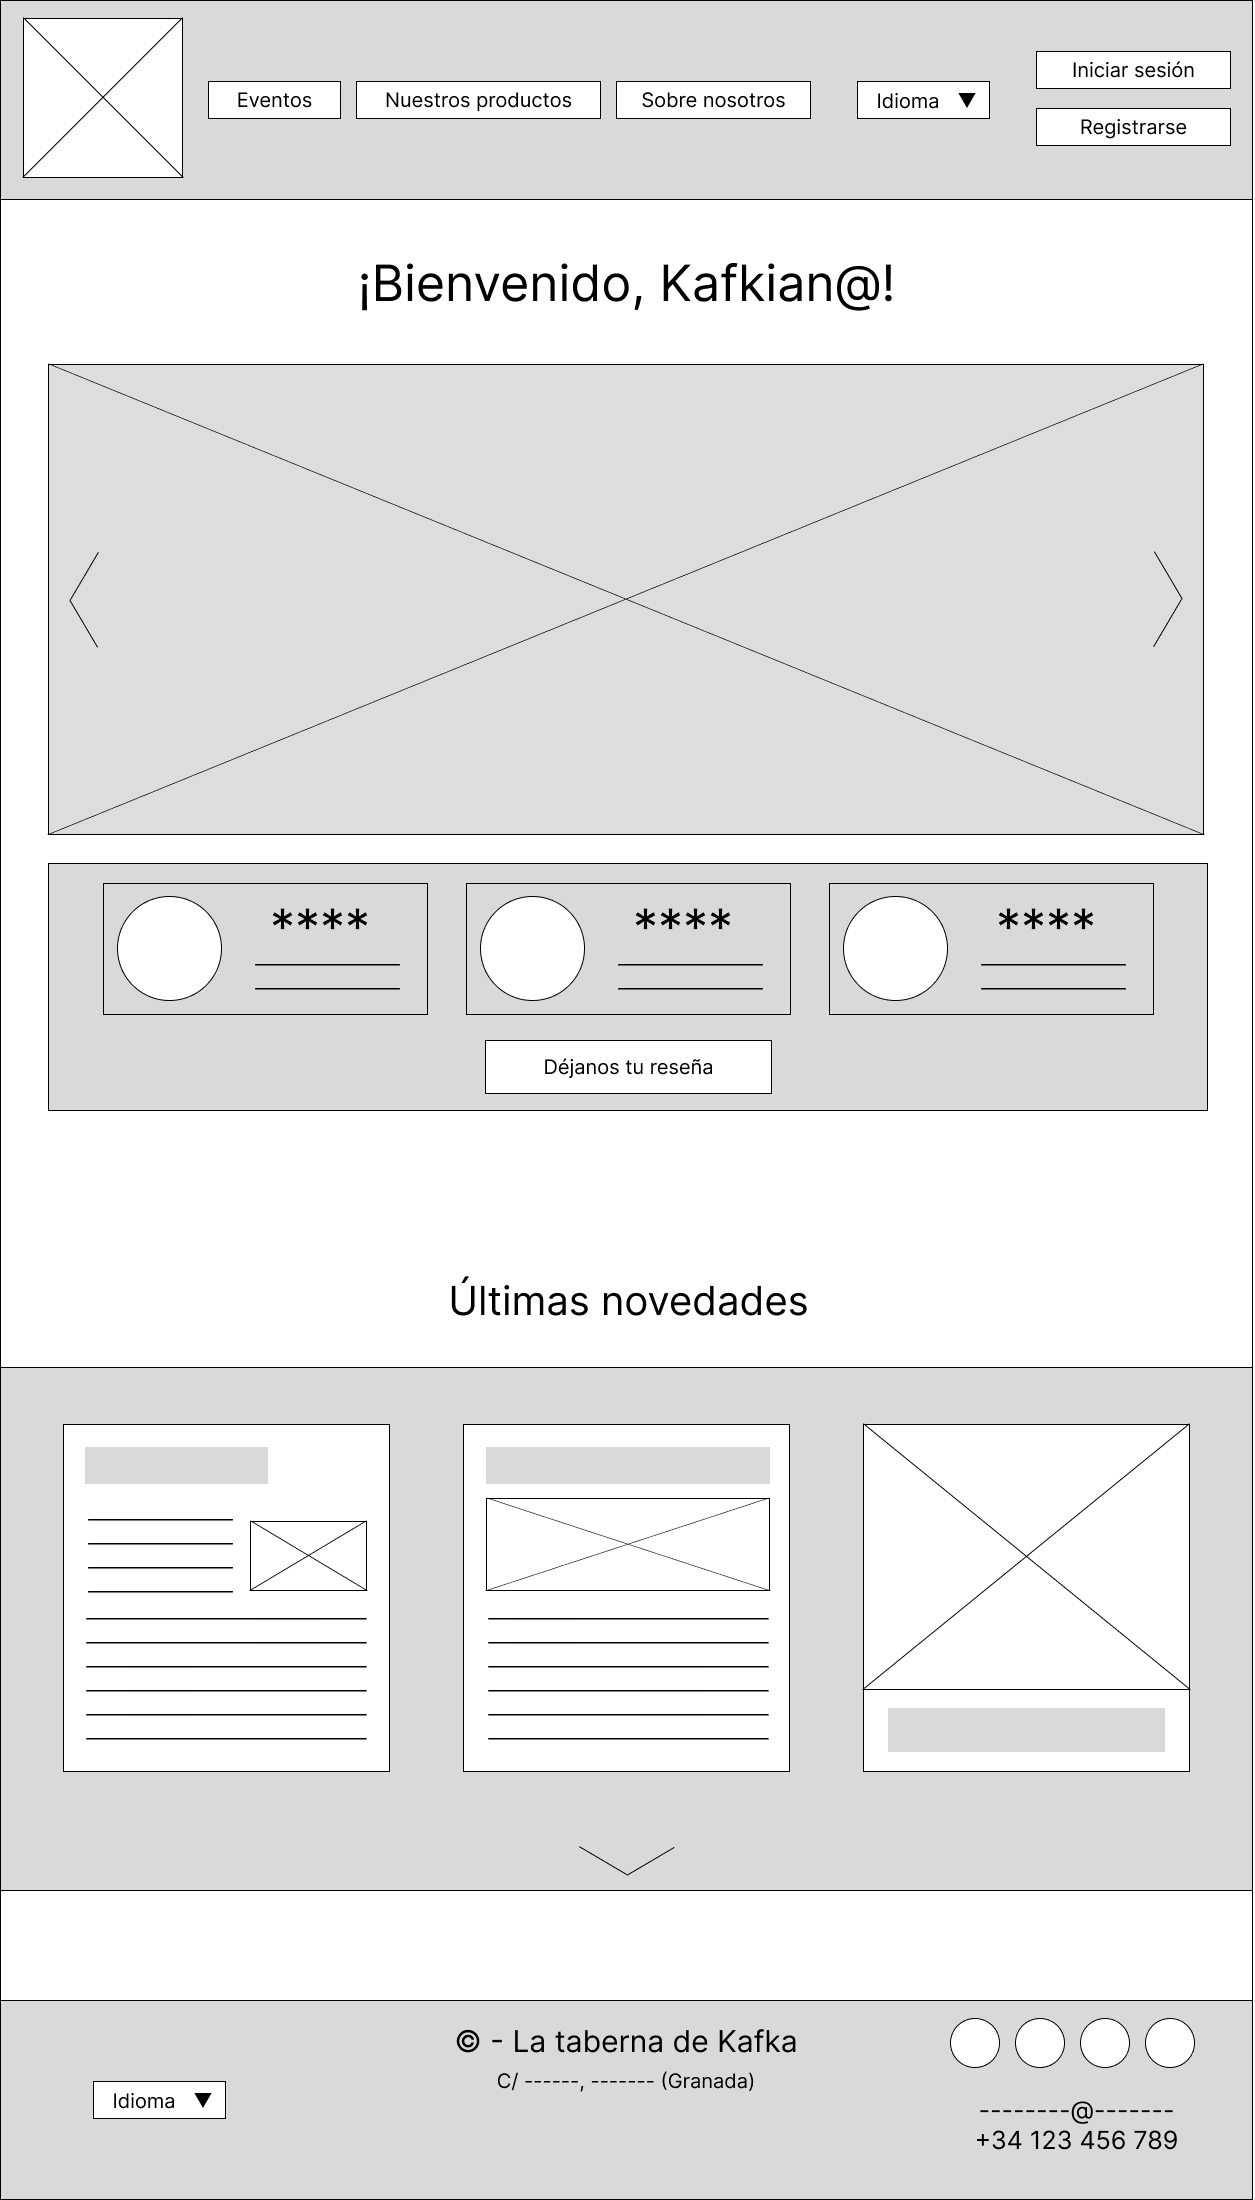 Eventos
Nuestros productos
Sobre nosotros
Idioma ▼
Iniciar sesión
Registrarse
¡Bienvenido, Kafkian@!
****
****
****
Déjanos tu reseña
Últimas novedades
© - La taberna de Kafka
C/ ------, ------- (Granada)
Idioma ▼
--------@-------
+34 123 456 789